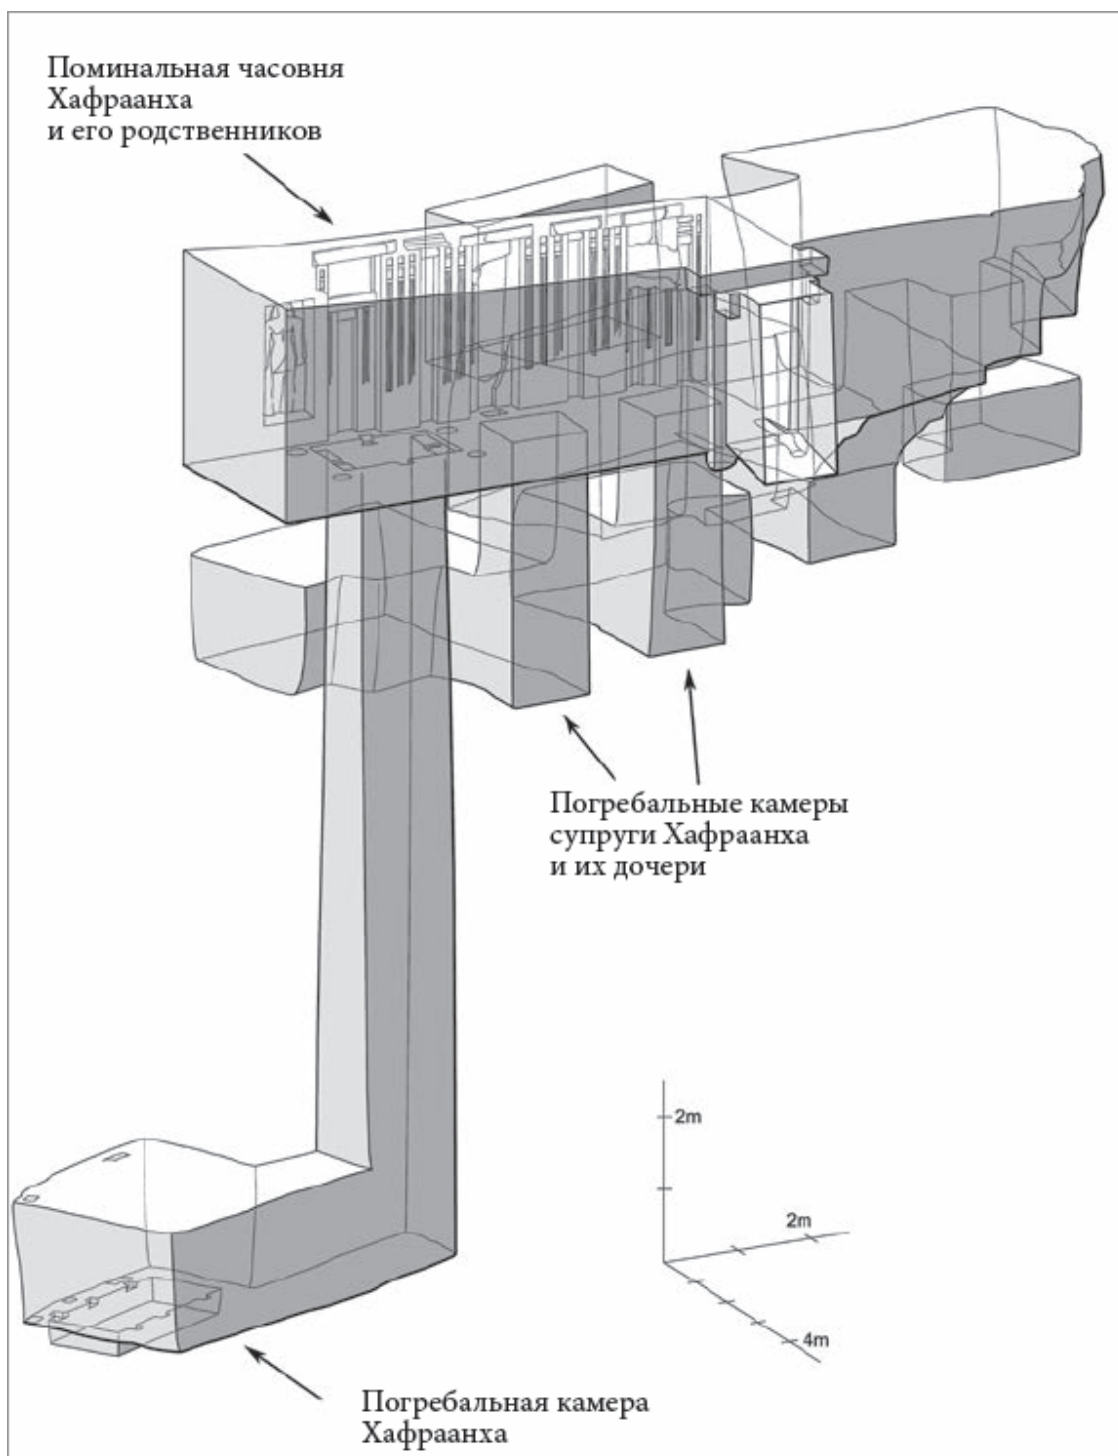 Поминальная часовня
Хафраанха
и его родственников
Погребальные камеры
супруги Хафраанха
и их дочери
2m
2m
4m
Погребальная камера
Хафраанха